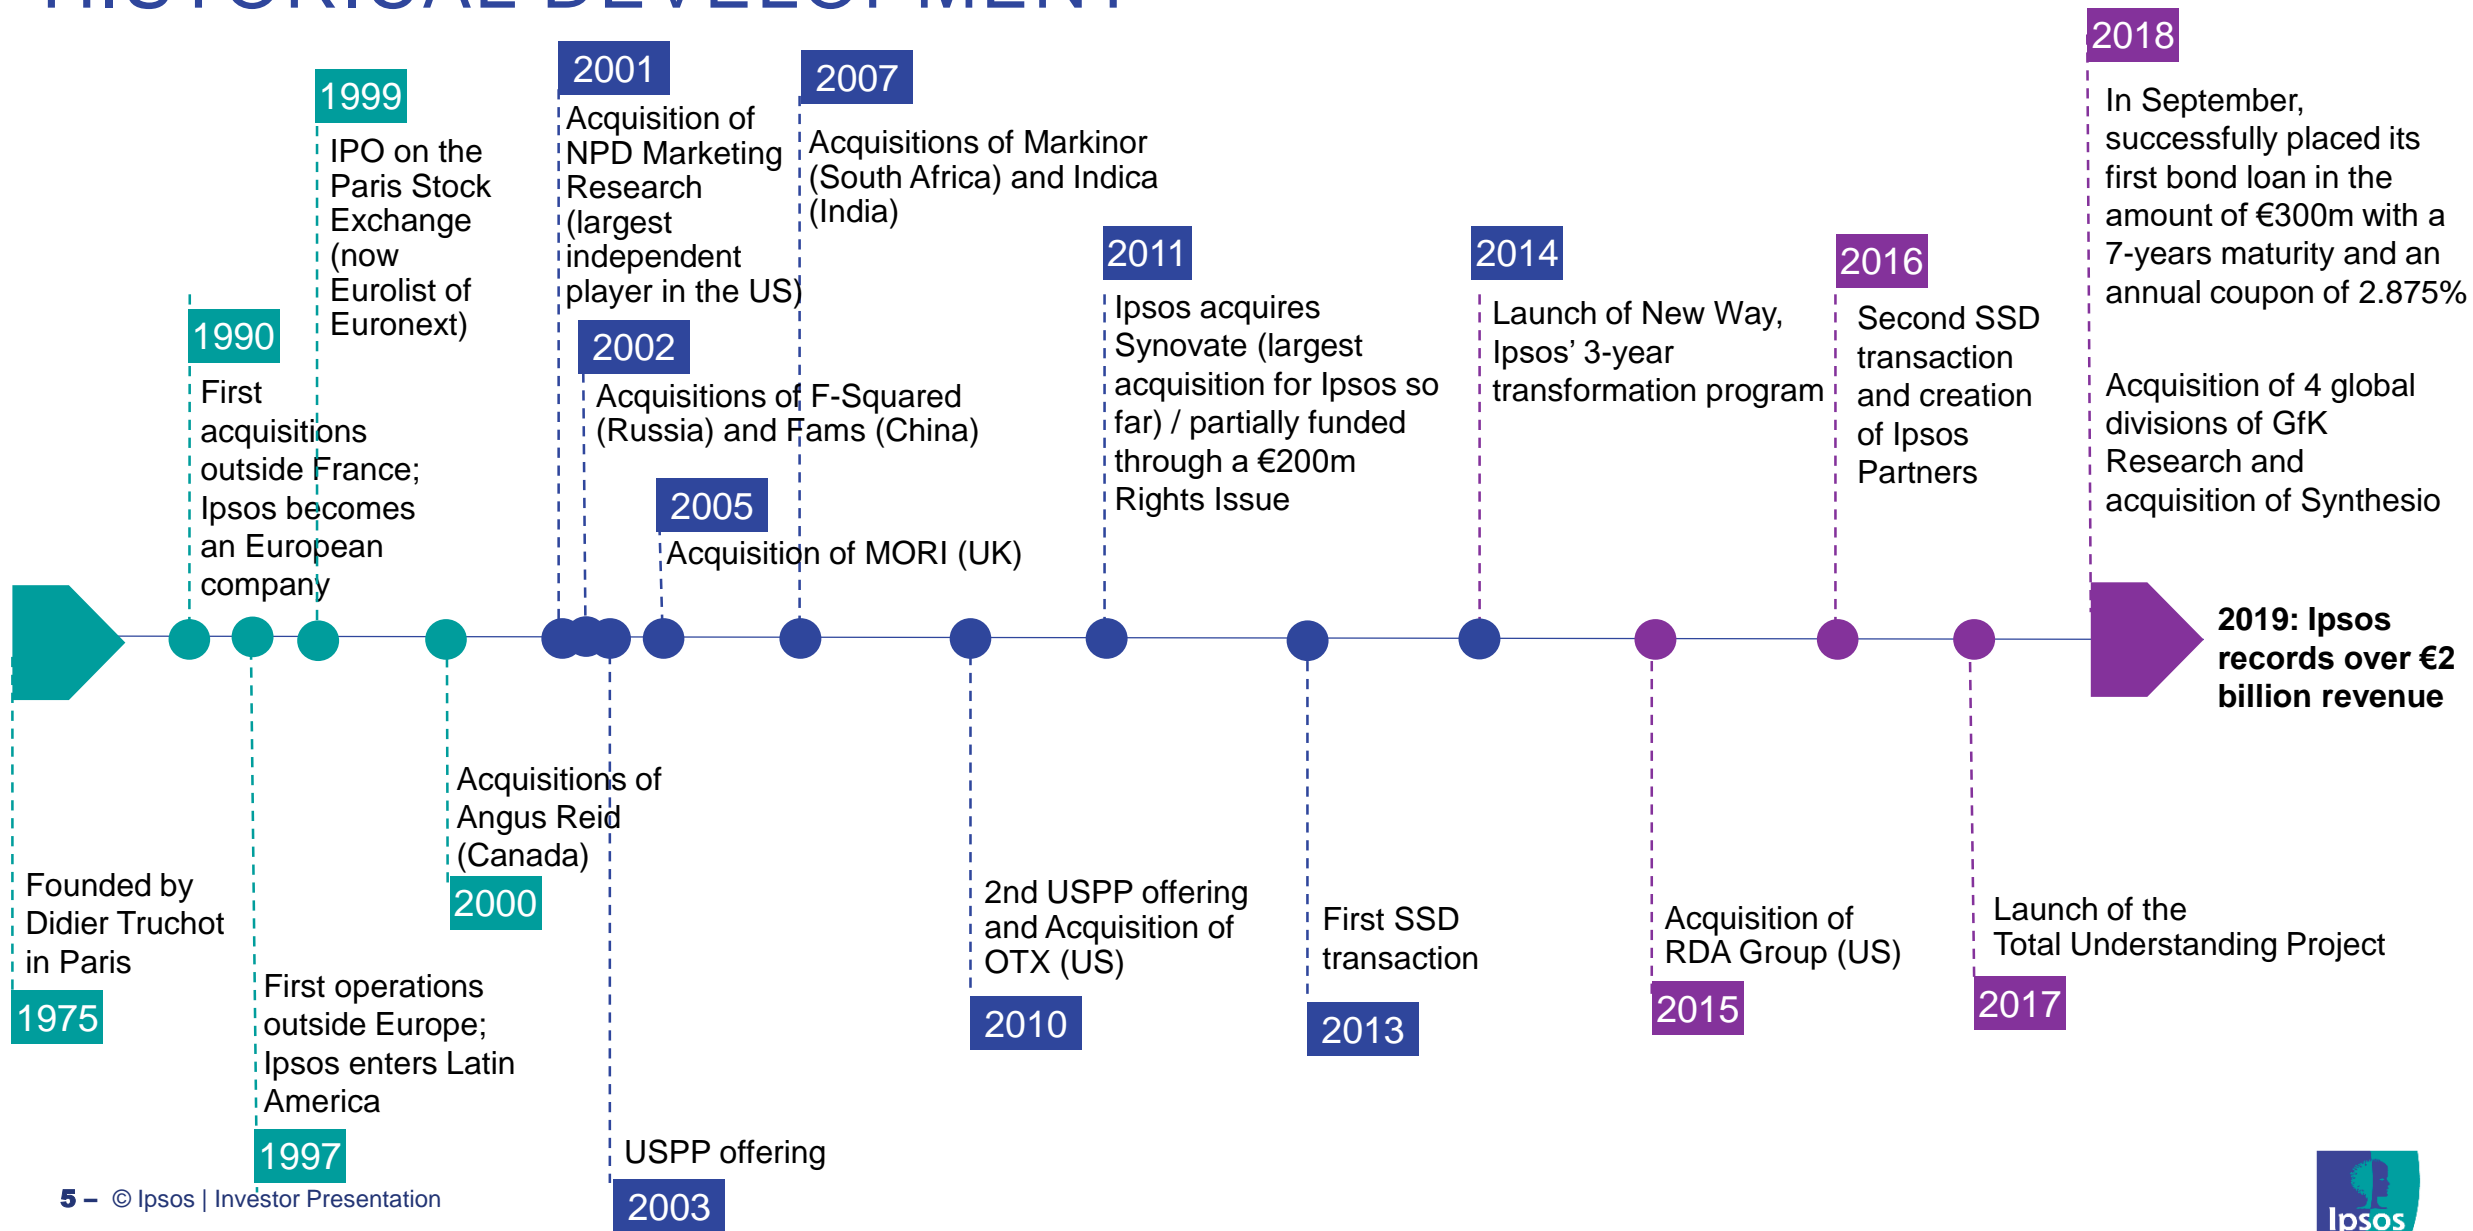 HISTORICAL DEVELOPMENT
1975
Founded by
Didier Truchot
in Paris
1990
First
acquisitions
outside France;
Ipsos becomes
an European
company
1997
First operations
outside Europe;
Ipsos enters Latin
America
1999
IPO on the
Paris Stock
Exchange
(now
Eurolist of
Euronext)
2000
Acquisitions of
Angus Reid
(Canada)
2001
Acquisition of
NPD Marketing
Research
(largest
independent
player in the US)
2002
Acquisitions of F-Squared
(Russia) and Fams (China)
2003
USPP offering
2005
Acquisition of MORI (UK)
2007
Acquisitions of Markinor
(South Africa) and Indica
(India)
2010
2nd USPP offering
and Acquisition of
OTX (US)
2011
Ipsos acquires
Synovate (largest
acquisition for Ipsos so
far) / partially funded
through a €200m
Rights Issue
2013
First SSD
transaction
2014
Launch of New Way,
Ipsos’ 3-year
transformation program
2015
Acquisition of
RDA Group (US)
2016
Second SSD
transaction
and creation
of Ipsos
Partners
2017
Launch of the
Total Understanding Project
2018
In September,
successfully placed its
first bond loan in the
amount of €300m with a
7-years maturity and an
annual coupon of 2.875%
Acquisition of 4 global
divisions of GfK
Research and
acquisition of Synthesio
2019: Ipsos
records over €2
billion revenue
5 – © Ipsos | Investor Presentation
Ipsos